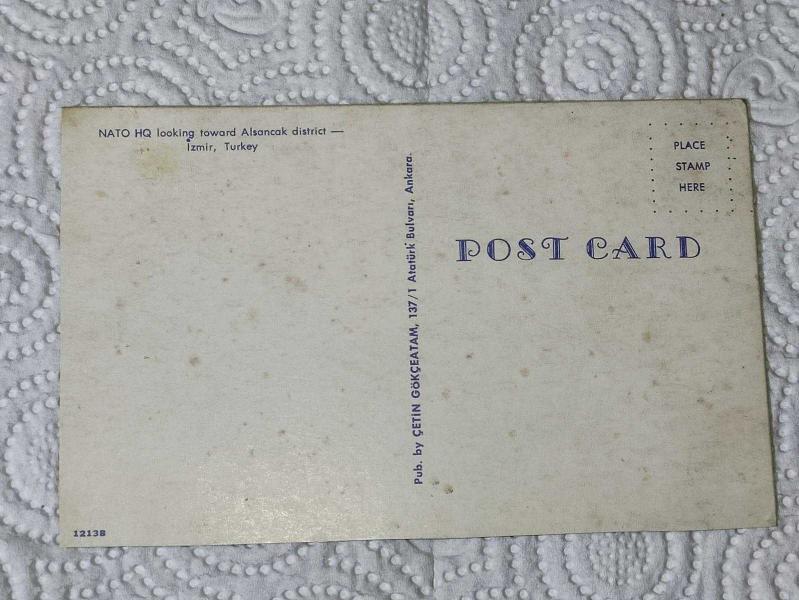 NATO HQ looking toward Alsancak district —
İzmir, Turkey
PLACE
STAMP
HERE
POST CARD
Pub. by ÇETİN GÖKÇEATAM, 137/1 Atatürk Bulvarı, Ankara.
12138